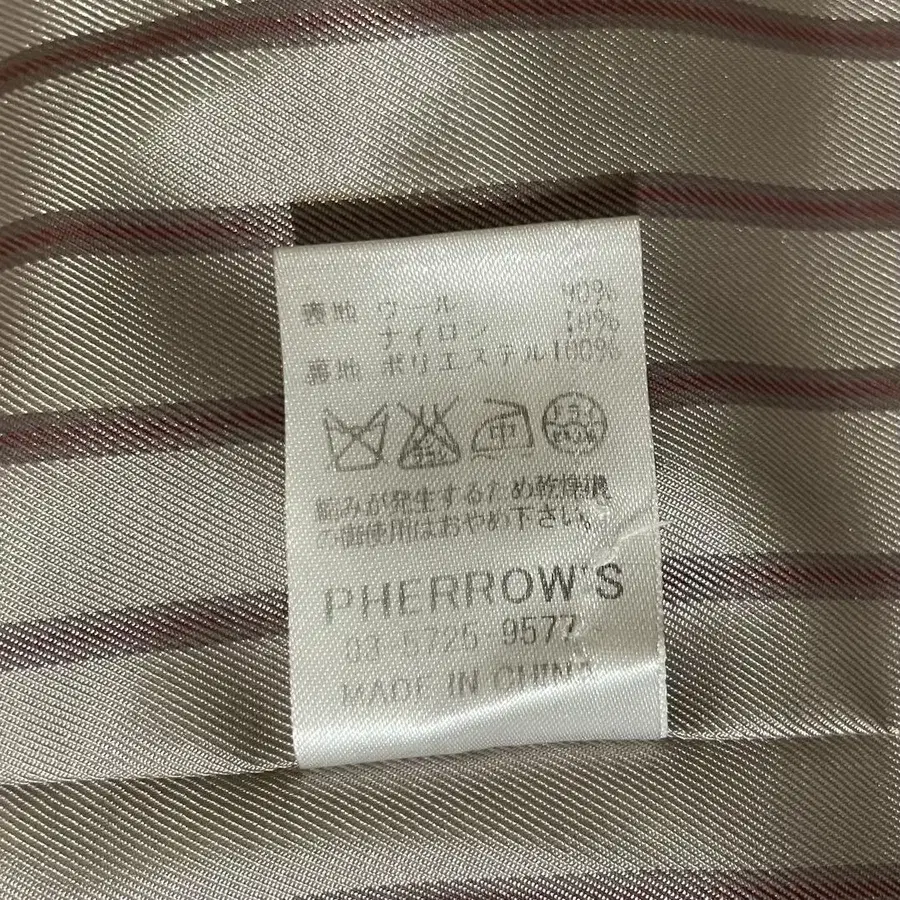 表地 ウール 90%
ナイロン 10%
裏地 ポリエステル100%
中
縮みが発生するため乾燥機
の御使用はおやめ下さい。
PHERROW'S
03-5725-9577
MADE IN CHINA